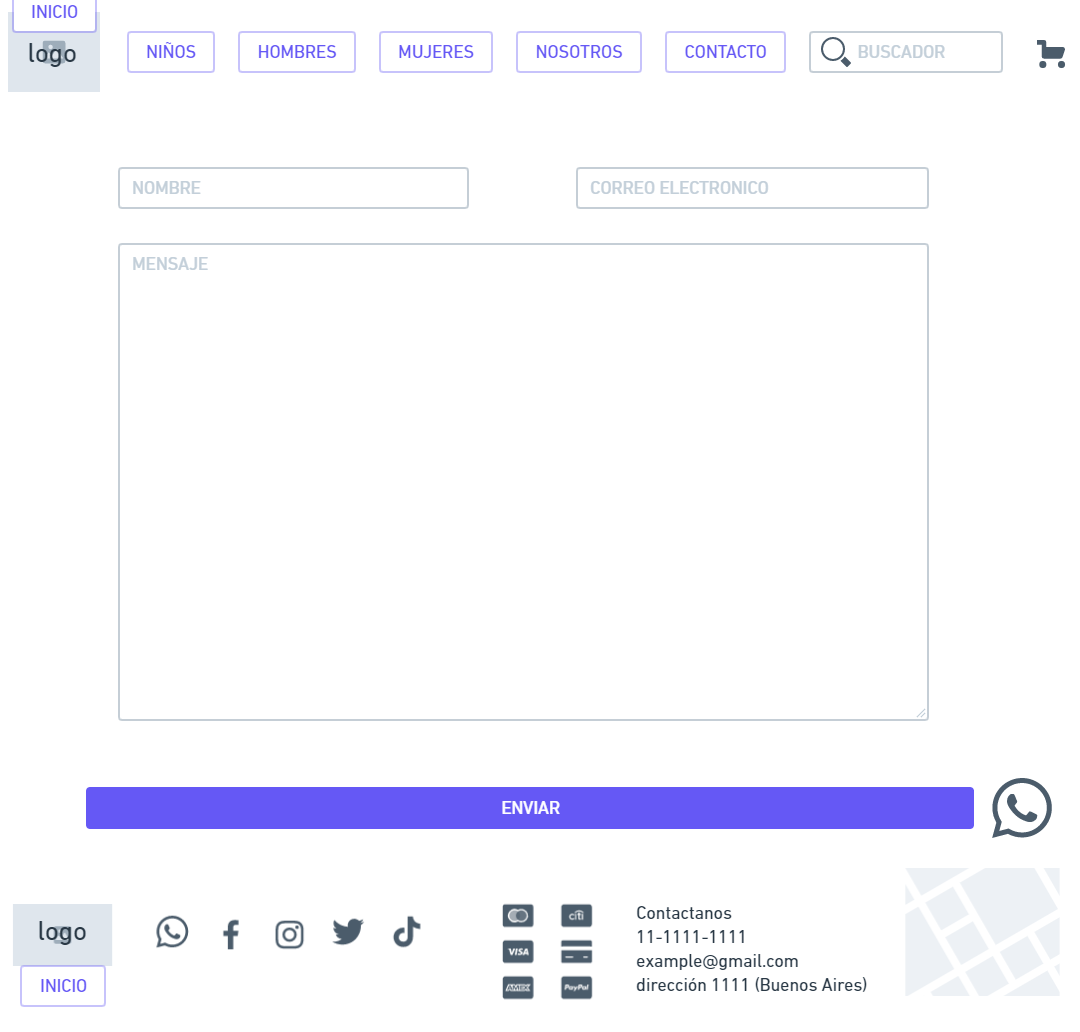 INICIO
logo
NIÑOS
HOMBRES
MUJERES
NOSOTROS
CONTACTO
BUSCADOR
NOMBRE
CORREO ELECTRONICO
MENSAJE
ENVIAR
logo
INICIO
citi
VISA
AMEX
PayPal
Contactanos
11-1111-1111
example@gmail.com
dirección 1111 (Buenos Aires)